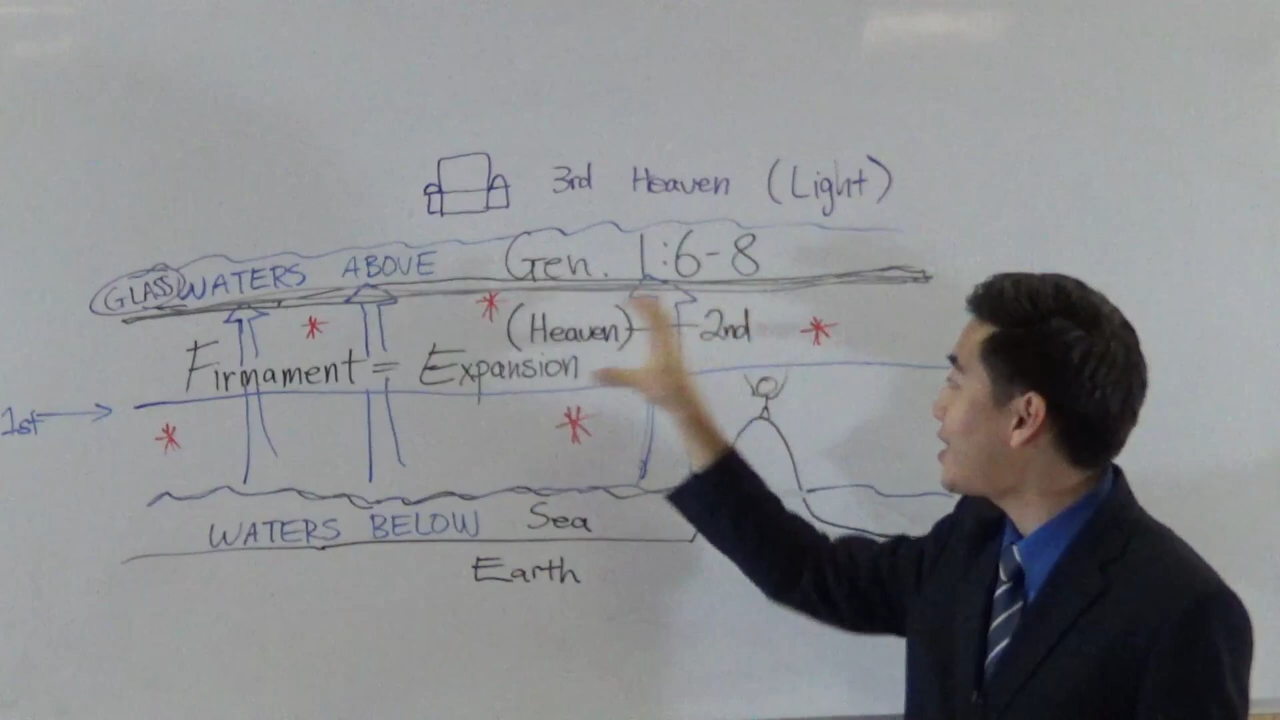 3rd Heaven (Light)
GLASS WATERS ABOVE Gen. 1:6-8
(Heaven) 2nd
Firmament = Expansion
1st
WATERS BELOW Sea
Earth